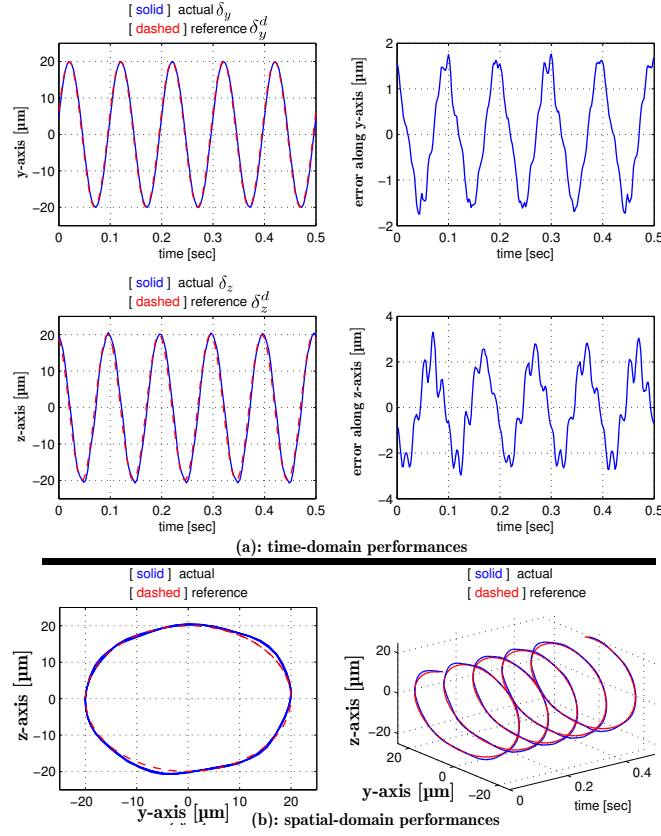 [ solid ] actual δ_y
[ dashed ] reference δ_y^d
20
10
0
−10
−20
y-axis [µm]
0 0.1 0.2 0.3 0.4 0.5
time [sec]
2
1
0
−1
−2
error along y-axis [µm]
0 0.1 0.2 0.3 0.4 0.5
time [sec]
[ solid ] actual δ_z
[ dashed ] reference δ_z^d
20
10
0
−10
−20
z-axis [µm]
0 0.1 0.2 0.3 0.4 0.5
time [sec]
4
2
0
−2
−4
error along z-axis [µm]
0 0.1 0.2 0.3 0.4 0.5
time [sec]
(a): time-domain performances
[ solid ] actual
[ dashed ] reference
20
10
0
−10
−20
z-axis [µm]
−20 −10 0 10 20
y-axis [µm]
[ solid ] actual
[ dashed ] reference
20
0
−20
z-axis [µm]
20 0 −20
y-axis [µm]
0 0.2 0.4
time [sec]
(b): spatial-domain performances